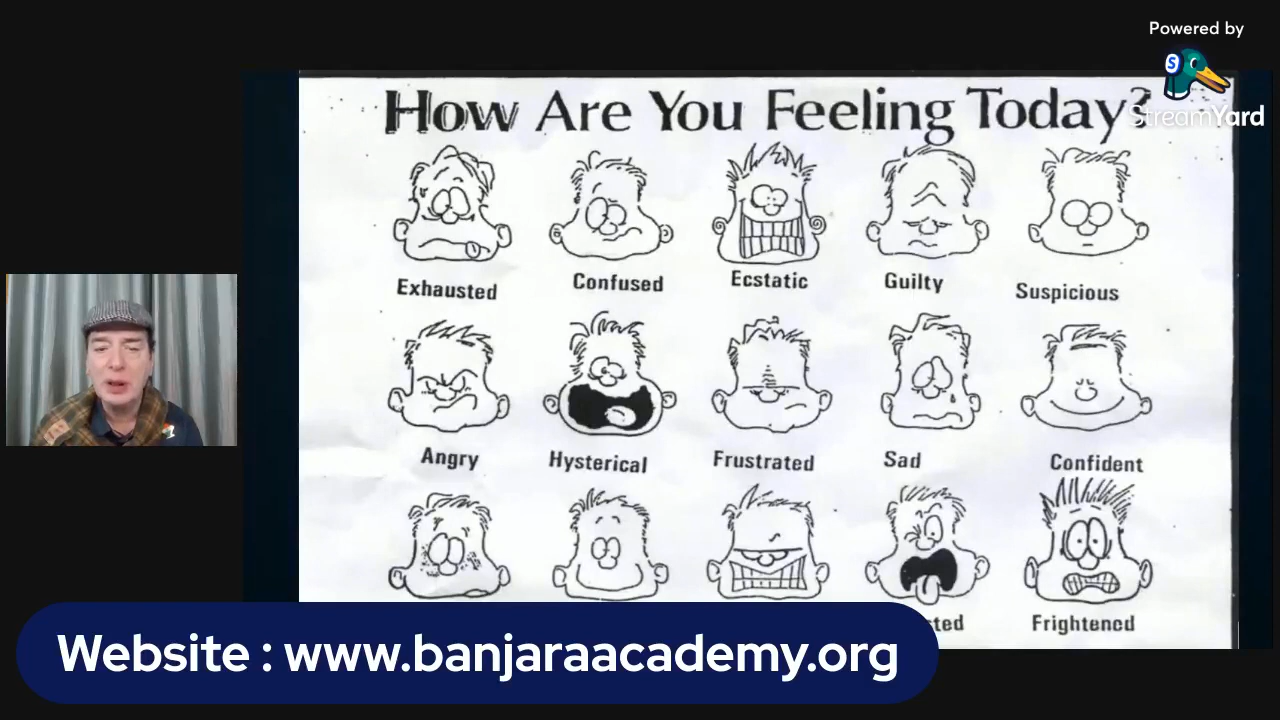 Powered by
StreamYard
How Are You Feeling Today?
Exhausted
Confused
Ecstatic
Guilty
Suspicious
Angry
Hysterical
Frustrated
Sad
Confident
sted
Frightened
Website : www.banjaraacademy.org